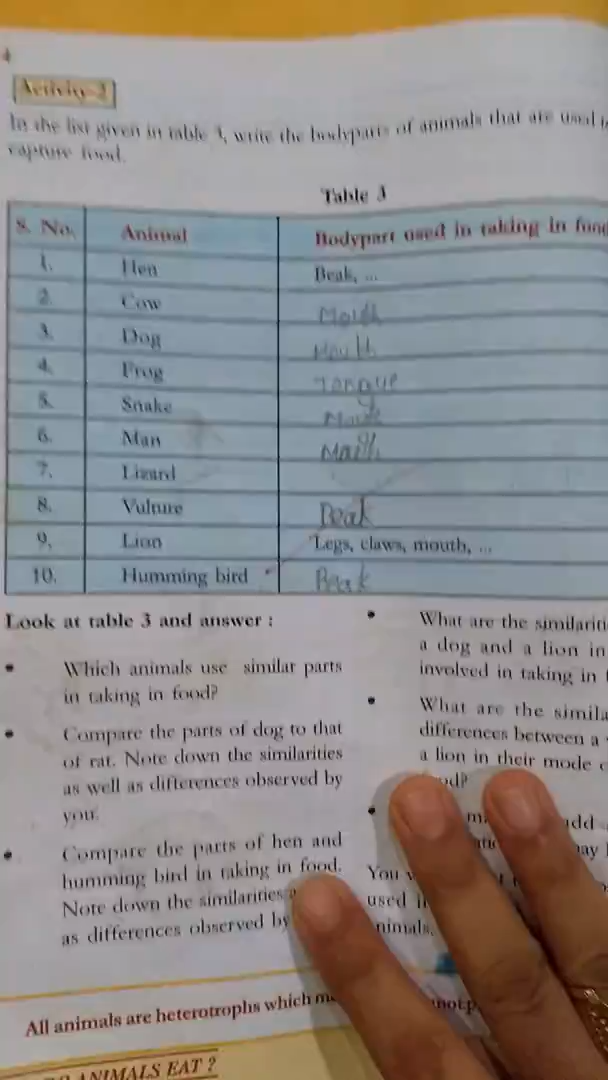 4
Activity-2
In the list given in table 3, write the bodyparts of animals that are used
capture food.
Table 3
S. No. Animal Bodypart used in taking in food
1. Hen Beak, ...
2. Cow Mouth
3. Dog Mouth
4. Frog Tongue
5. Snake Mouth
6. Man Mouth
7. Lizard
8. Vulture Beak
9. Lion Legs, claws, mouth, ...
10. Humming bird Beak
Look at table 3 and answer :
• Which animals use similar parts
in taking in food?
• Compare the parts of dog to that
of rat. Note down the similarities
as well as differences observed by
you.
• Compare the parts of hen and
humming bird in taking in food.
Note down the similarities
as differences observed by
• What are the similariti
a dog and a lion in
involved in taking in
• What are the simila
differences between a
a lion in their mode
•
add
You
used
nimals.
All animals are heterotrophs which
ANIMALS EAT ?